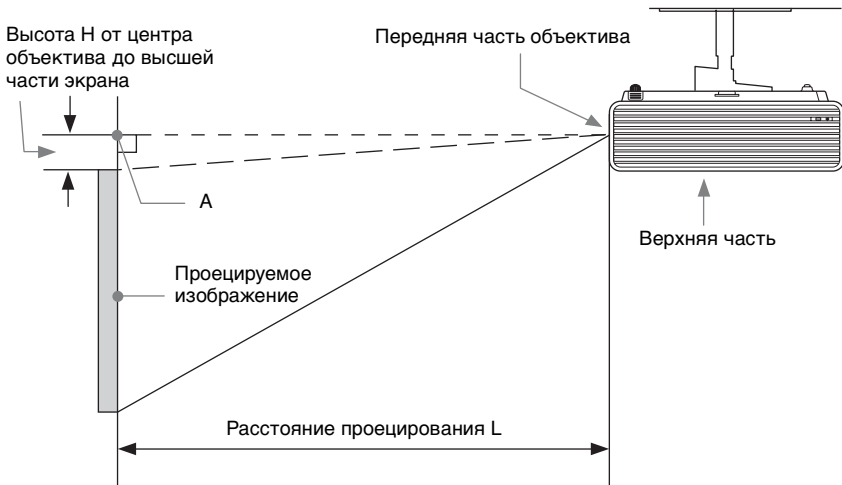 Высота H от центра
объектива до высшей
части экрана
Передняя часть объектива
A
Верхняя часть
Проецируемое
изображение
Расстояние проецирования L